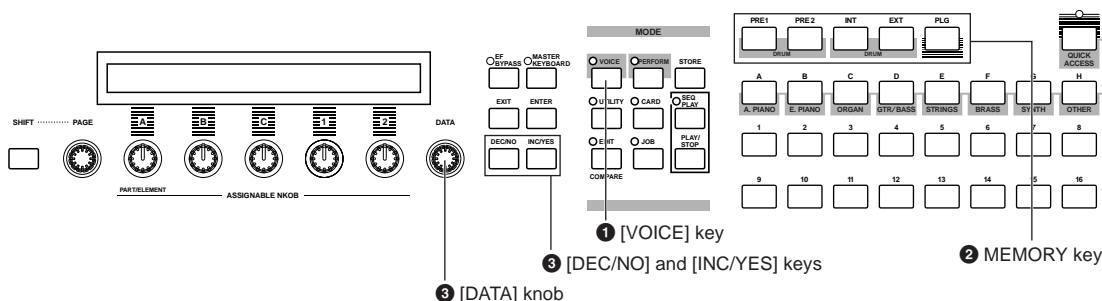 PRE1 PRE 2 INT EXT PLG
DRUM DRUM
QUICK
ACCESS
MODE
EF
BYPASS
MASTER
KEYBOARD
VOICE PERFORM STORE
EXIT ENTER
UTILITY CARD SEQ
PLAY
DEC/NO INC/YES
EDIT JOB PLAY/
STOP
COMPARE
SHIFT PAGE A B C 1 2 DATA
PART/ELEMENT
ASSIGNABLE NKOB
A B C D E F G H
A. PIANO E. PIANO ORGAN GTR/BASS STRINGS BRASS SYNTH OTHER
1 2 3 4 5 6 7 8
9 10 11 12 13 14 15 16
❶ [VOICE] key
❷ MEMORY key
❸ [DEC/NO] and [INC/YES] keys
❸ [DATA] knob